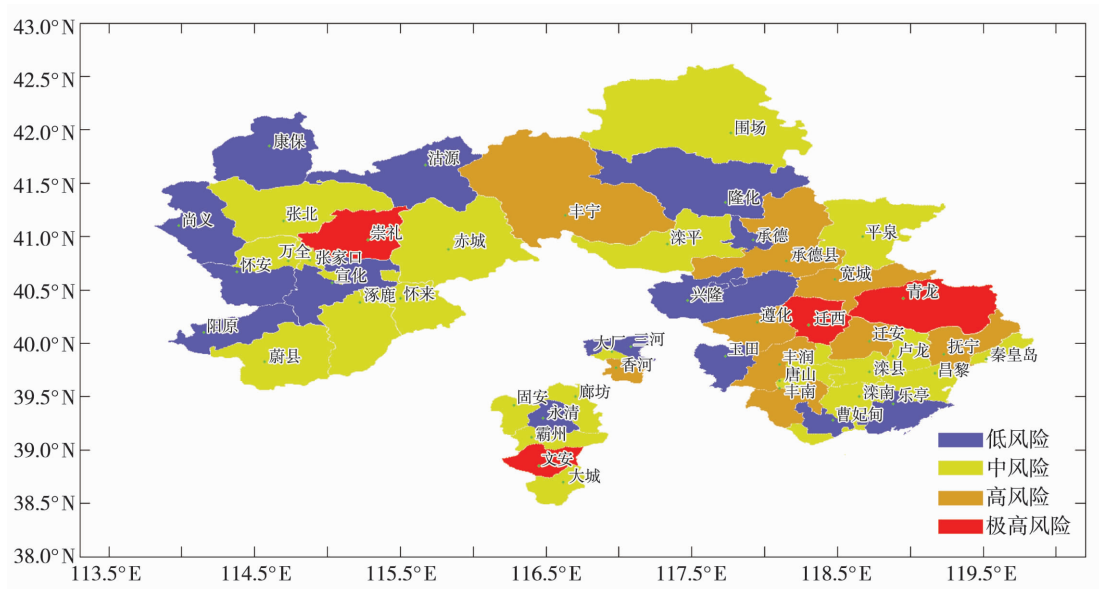 43.0°N
42.5°N
42.0°N
41.5°N
41.0°N
40.5°N
40.0°N
39.5°N
39.0°N
38.5°N
38.0°N
113.5°E
114.5°E
115.5°E
116.5°E
117.5°E
118.5°E
119.5°E
围场
康保
沽源
隆化
丰宁
张北
尚义
崇礼
赤城
滦平
承德
平泉
承德县
万全
张家口
怀安
宣化
宽城
青龙
涿鹿
怀来
兴隆
阳原
遵化
迁西
蔚县
大厂
三河
香河
玉田
迁安
抚宁
丰润
卢龙
秦皇岛
唐山
滦县
昌黎
丰南
滦南
乐亭
曹妃甸
固安
廊坊
永清
霸州
文安
大城
低风险
中风险
高风险
极高风险